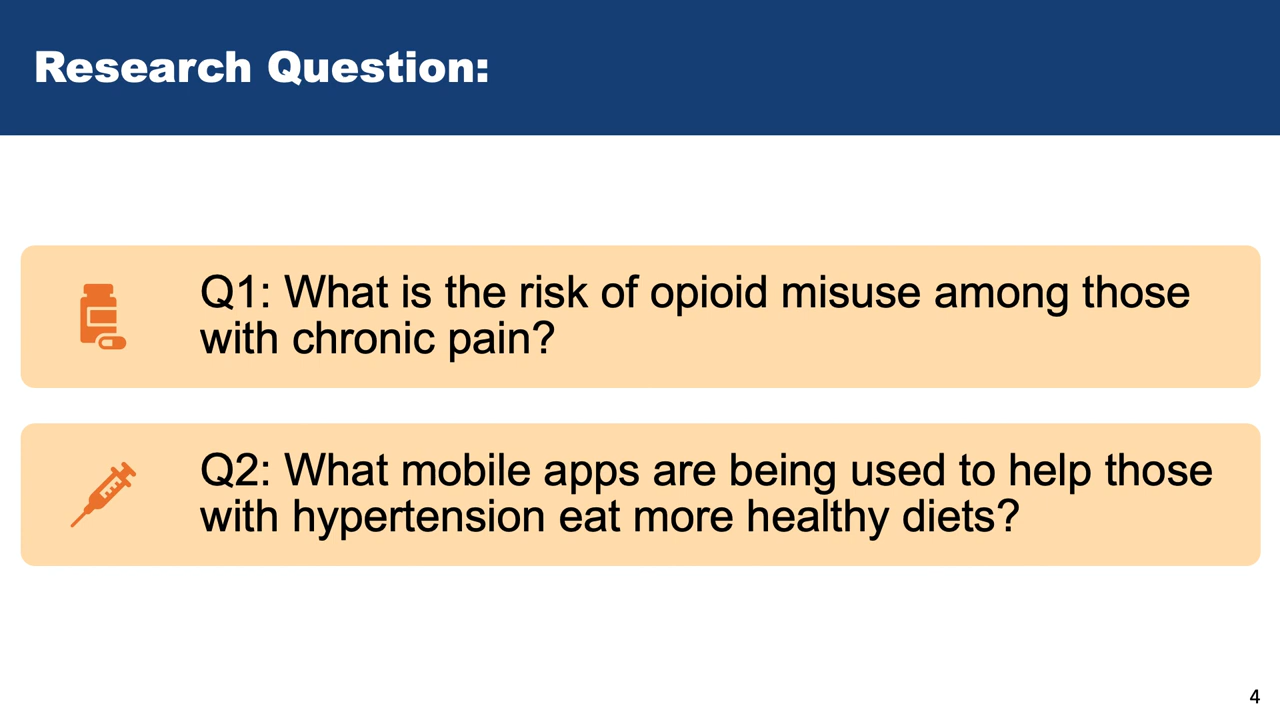 Research Question:
Q1: What is the risk of opioid misuse among those
with chronic pain?
Q2: What mobile apps are being used to help those
with hypertension eat more healthy diets?
4